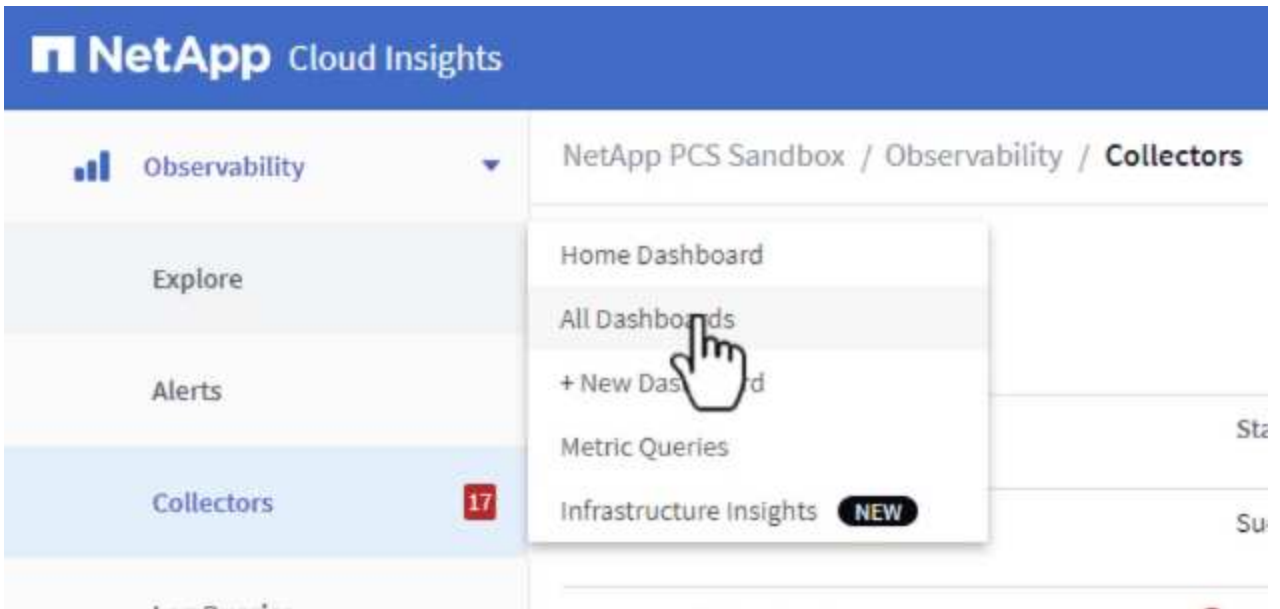 NetApp Cloud Insights
Observability
NetApp PCS Sandbox / Observability / Collectors
Explore
Home Dashboard
All Dashboards
+ New Dashboard
Alerts
Metric Queries
Collectors
17
Infrastructure Insights NEW